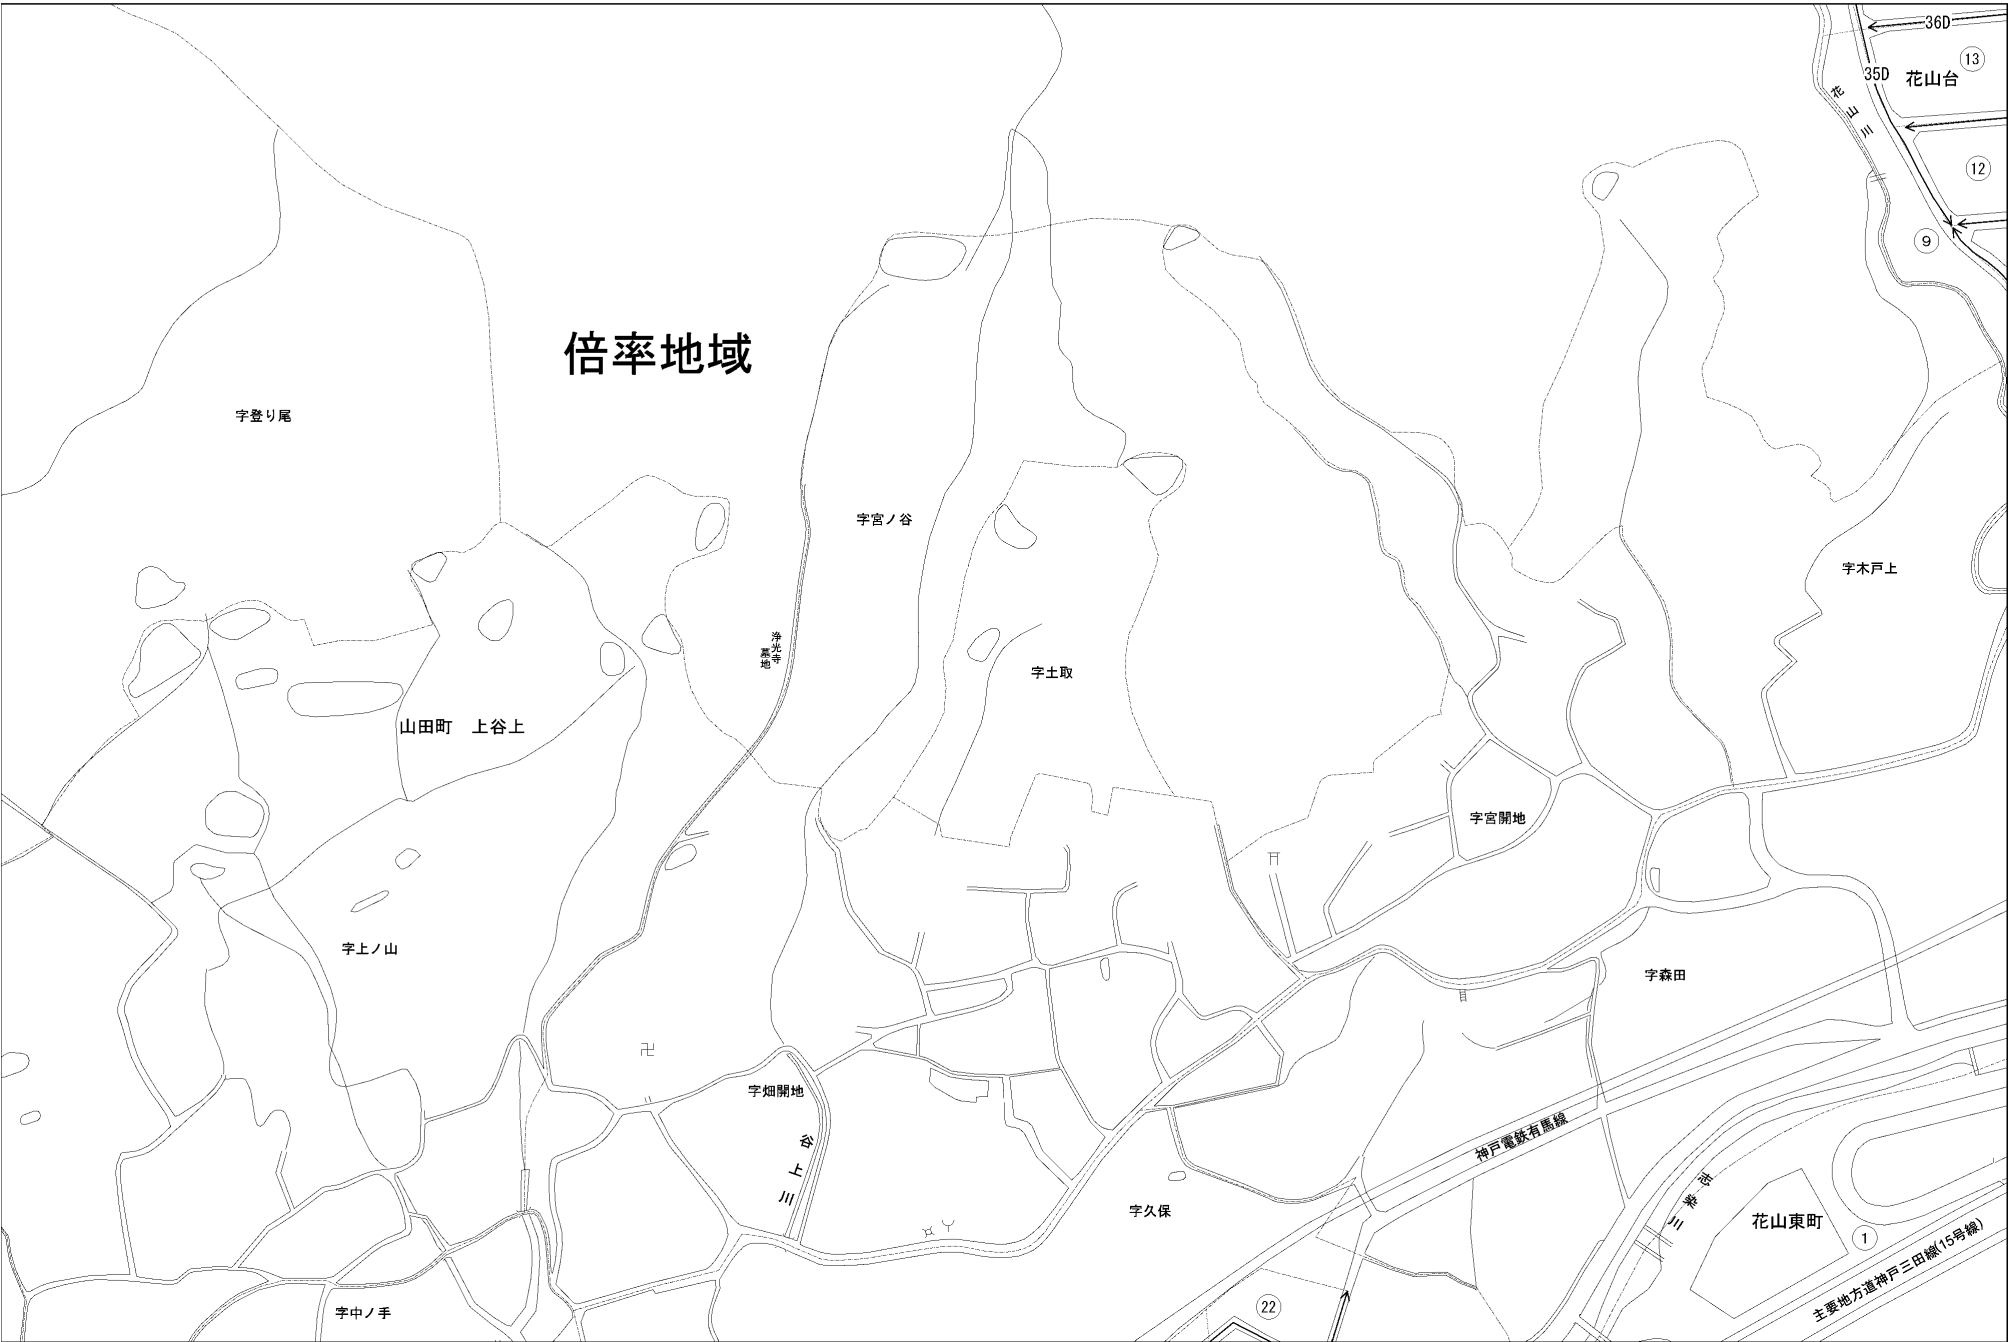 36D
⑬
35D
花山台
花山川
⑫
⑨
倍率地域
字登り尾
字宮ノ谷
字木戸上
浄光寺
墓地
字土取
山田町 上谷上
字宮開地
字上ノ山
字森田
字畑開地
谷上川
神戸電鉄有馬線
志染川
字久保
花山東町
①
主要地方道神戸三田線(15号線)
㉒
字中ノ手